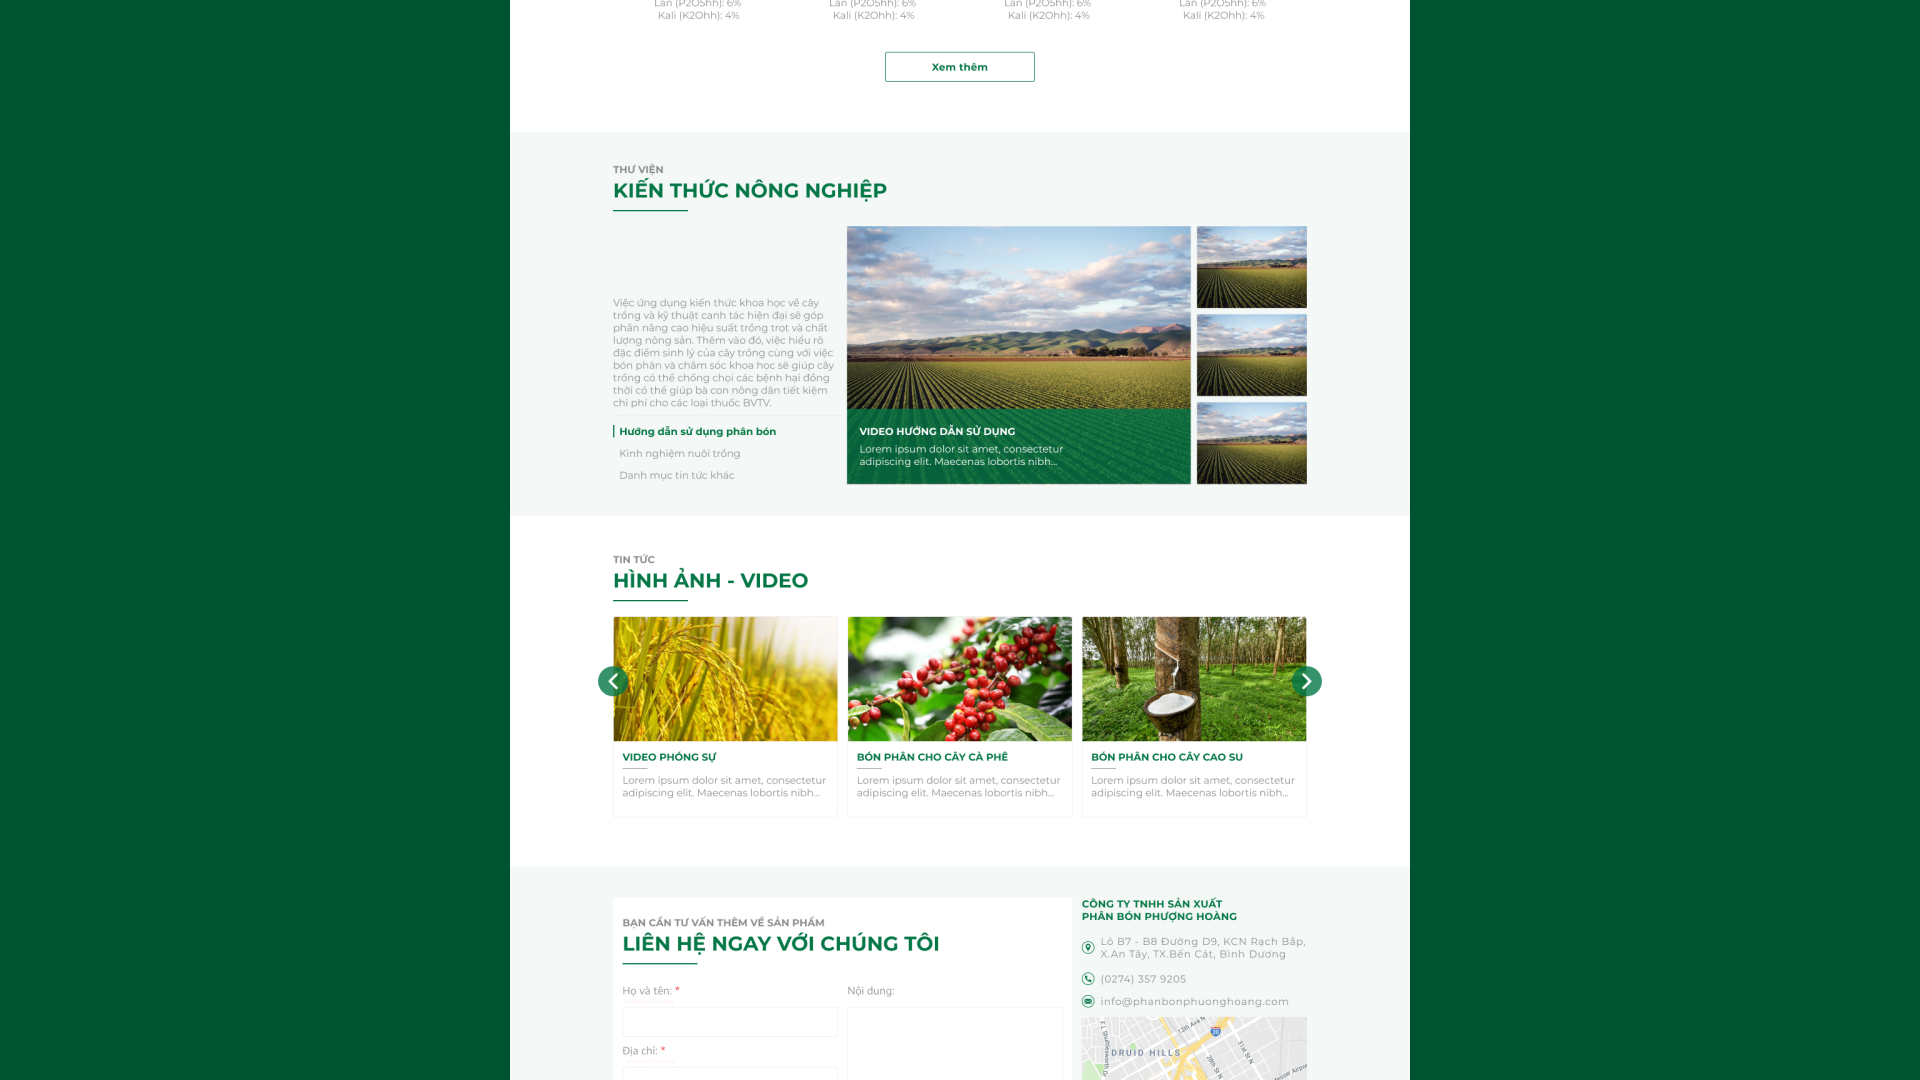 Lân (P2O5hh): 6%
Kali (K2Ohh): 4%
Lân (P2O5hh): 6%
Kali (K2Ohh): 4%
Lân (P2O5hh): 6%
Kali (K2Ohh): 4%
Lân (P2O5hh): 6%
Kali (K2Ohh): 4%
Xem thêm
THƯ VIỆN
KIẾN THỨC NÔNG NGHIỆP
Việc ứng dụng kiến thức khoa học về cây
trồng và kỹ thuật canh tác hiện đại sẽ góp
phần nâng cao hiệu suất trồng trọt và chất
lượng nông sản. Thêm vào đó, việc hiểu rõ
đặc điểm sinh lý của cây trồng cùng với việc
bón phân và chăm sóc khoa học sẽ giúp cây
trồng có thể chống chọi các bệnh hại đồng
thời có thể giúp bà con nông dân tiết kiệm
chi phí cho các loại thuốc BVTV.
Hướng dẫn sử dụng phân bón
Kinh nghiệm nuôi trồng
Danh mục tin tức khác
VIDEO HƯỚNG DẪN SỬ DỤNG
Lorem ipsum dolor sit amet, consectetur
adipiscing elit. Maecenas lobortis nibh...
TIN TỨC
HÌNH ẢNH - VIDEO
VIDEO PHÓNG SỰ
Lorem ipsum dolor sit amet, consectetur
adipiscing elit. Maecenas lobortis nibh...
BÓN PHÂN CHO CÂY CÀ PHÊ
Lorem ipsum dolor sit amet, consectetur
adipiscing elit. Maecenas lobortis nibh...
BÓN PHÂN CHO CÂY CAO SU
Lorem ipsum dolor sit amet, consectetur
adipiscing elit. Maecenas lobortis nibh...
BẠN CẦN TƯ VẤN THÊM VỀ SẢN PHẨM
LIÊN HỆ NGAY VỚI CHÚNG TÔI
Họ và tên: *
Địa chỉ: *
Nội dung:
CÔNG TY TNHH SẢN XUẤT
PHÂN BÓN PHƯỢNG HOÀNG
Lô B7 - B8 Đường D9, KCN Rạch Bắp,
X.An Tây, TX.Bến Cát, Bình Dương
(0274) 357 9205
info@phanbonphuonghoang.com
12th Ave N
31st St N
DRUID HILLS
28th St N